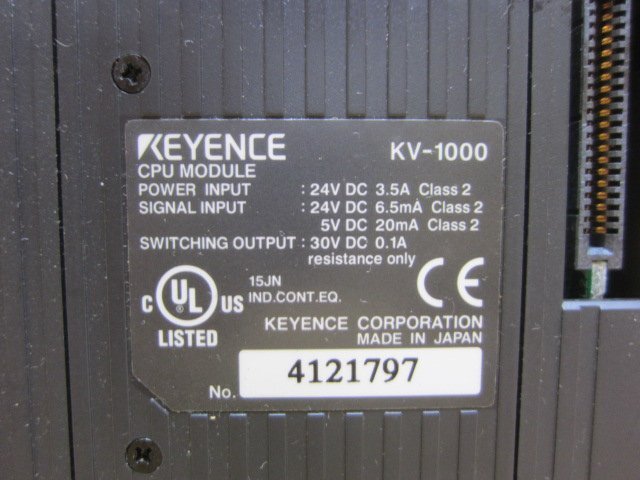 KEYENCE KV-1000
CPU MODULE
POWER INPUT : 24V DC 3.5A Class 2
SIGNAL INPUT : 24V DC 6.5mA Class 2
5V DC 20mA Class 2
SWITCHING OUTPUT : 30V DC 0.1A
resistance only
C UL US
LISTED
15JN
IND.CONT.EQ.
CE
KEYENCE CORPORATION
MADE IN JAPAN
No. 4121797